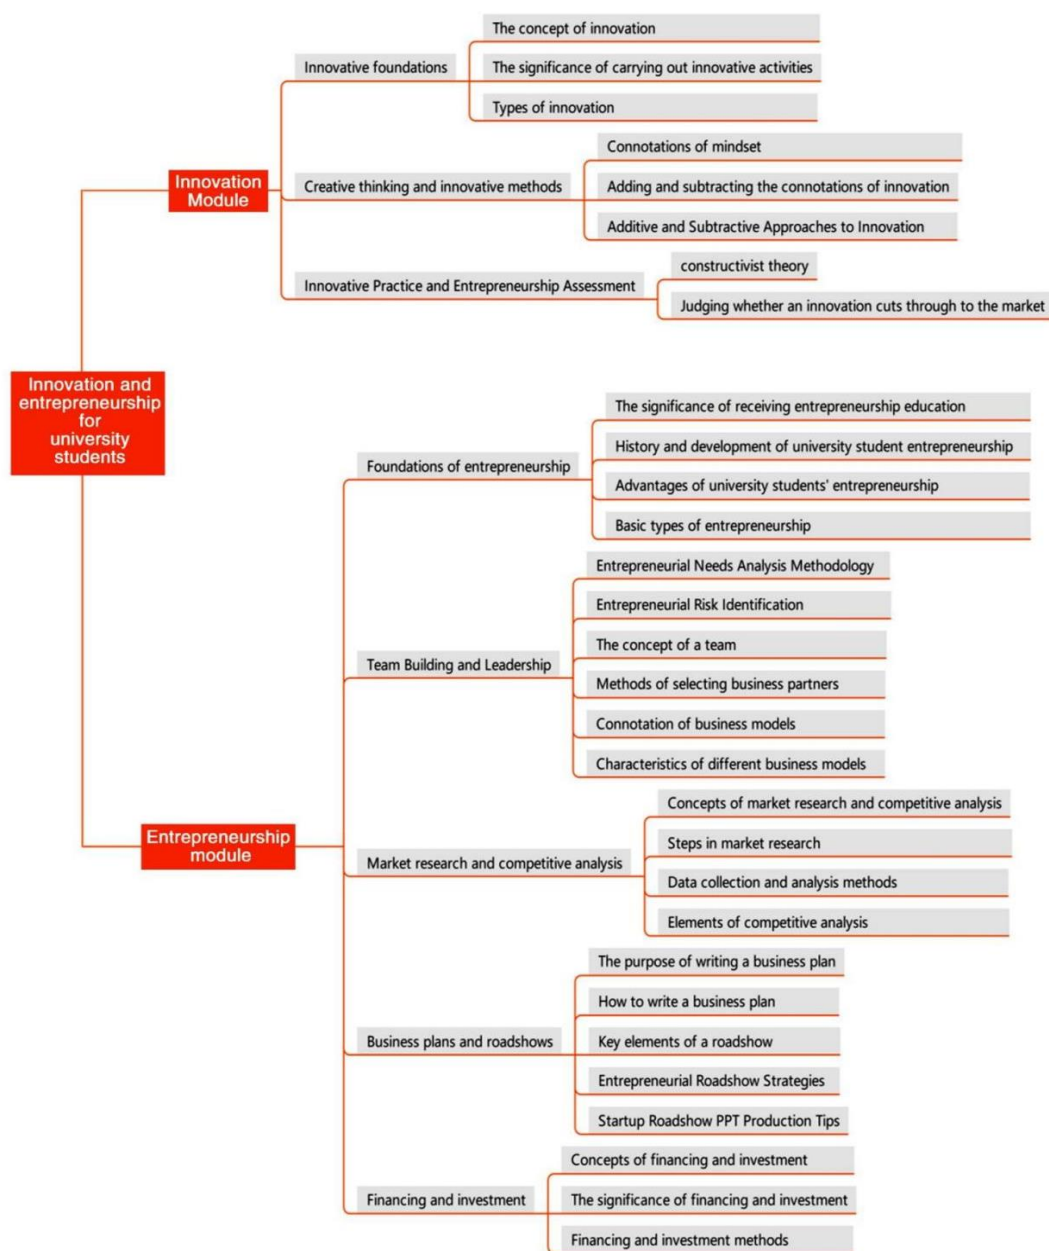 The concept of innovation
Innovative foundations
The significance of carrying out innovative activities
Types of innovation
Connotations of mindset
Innovation
Module
Creative thinking and innovative methods
Adding and subtracting the connotations of innovation
Additive and Subtractive Approaches to Innovation
constructivist theory
Innovative Practice and Entrepreneurship Assessment
Judging whether an innovation cuts through to the market
Innovation and
entrepreneurship
for
university
students
The significance of receiving entrepreneurship education
History and development of university student entrepreneurship
Foundations of entrepreneurship
Advantages of university students' entrepreneurship
Basic types of entrepreneurship
Entrepreneurial Needs Analysis Methodology
Entrepreneurial Risk Identification
The concept of a team
Team Building and Leadership
Methods of selecting business partners
Connotation of business models
Characteristics of different business models
Entrepreneurship
module
Concepts of market research and competitive analysis
Steps in market research
Market research and competitive analysis
Data collection and analysis methods
Elements of competitive analysis
The purpose of writing a business plan
How to write a business plan
Business plans and roadshows
Key elements of a roadshow
Entrepreneurial Roadshow Strategies
Startup Roadshow PPT Production Tips
Concepts of financing and investment
Financing and investment
The significance of financing and investment
Financing and investment methods